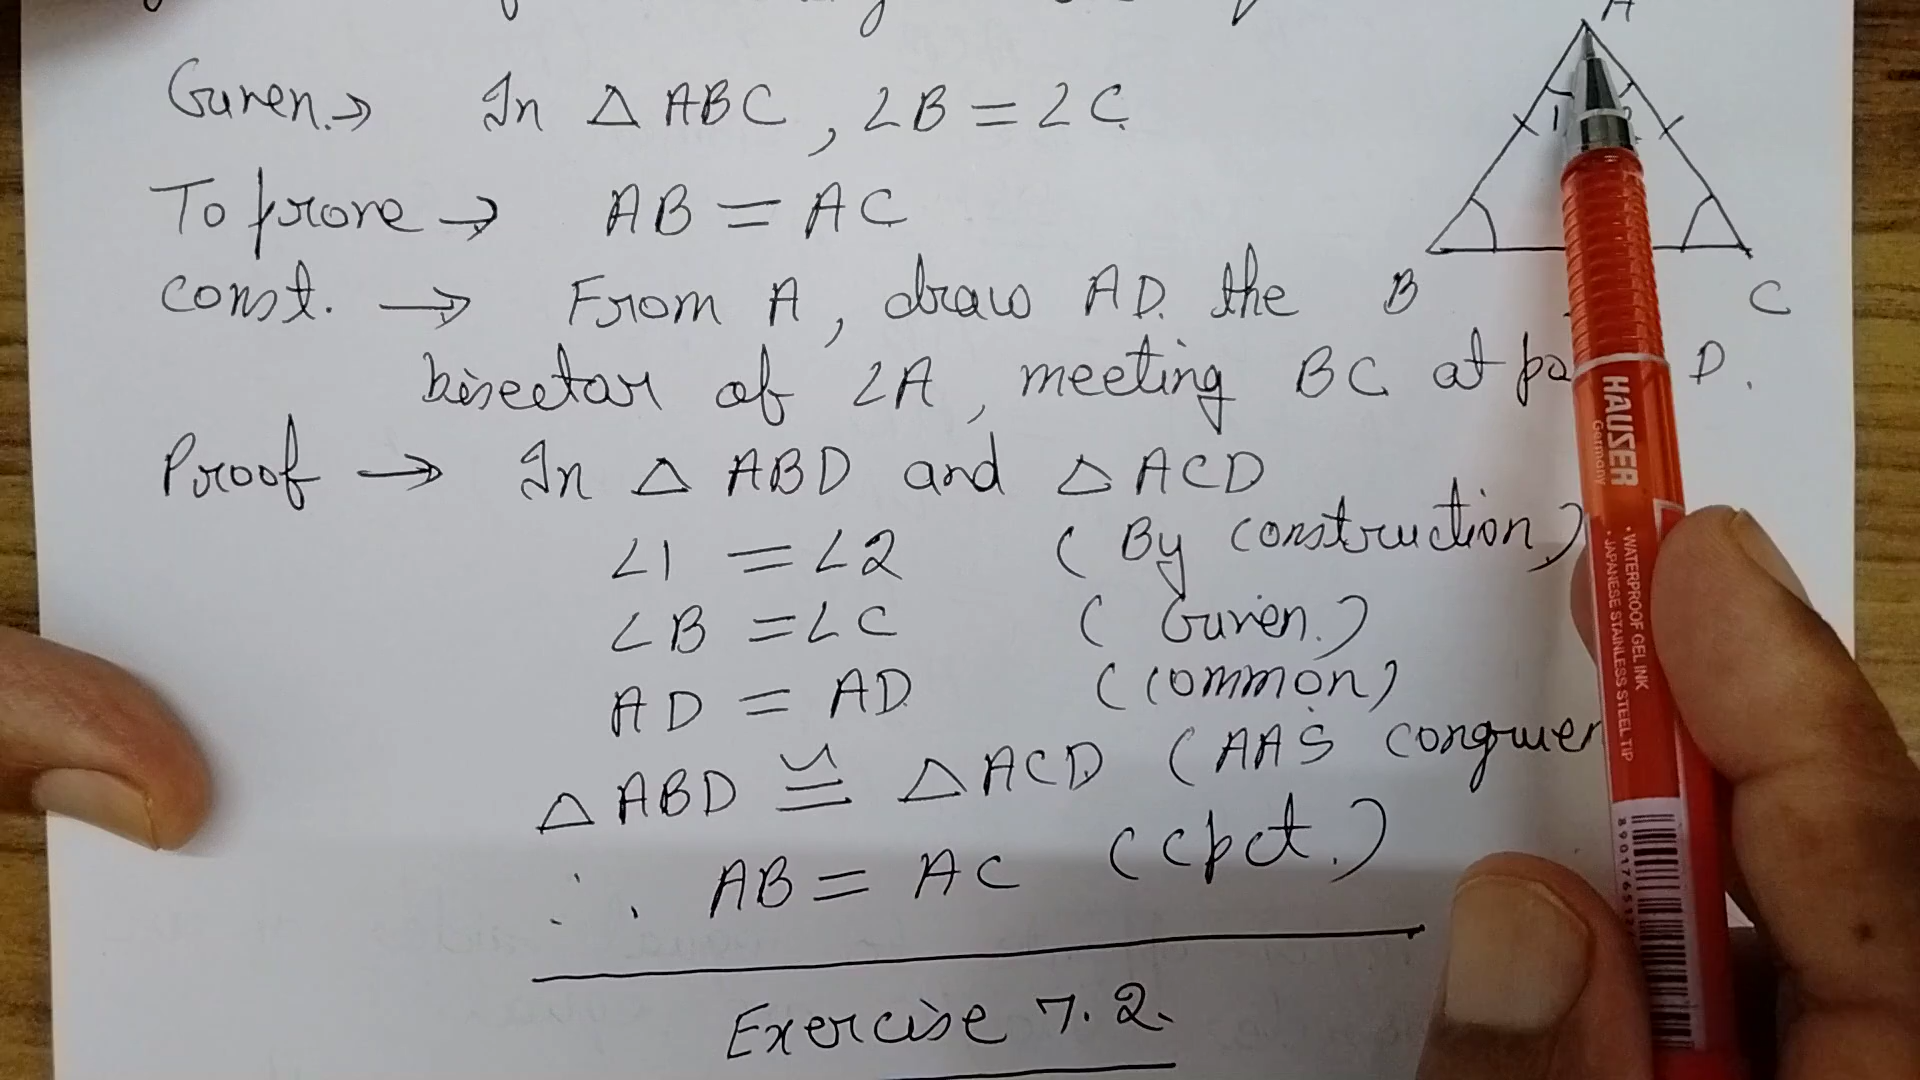 A
Given → In △ ABC, ∠B = ∠C
1
To prove → AB = AC
const. → From A, draw AD the
B
C
bisector of ∠A, meeting BC at po D.
Proof → In △ ABD and △ ACD
∠1 = ∠2 (By construction)
∠B = ∠C (Given)
AD = AD (common)
△ ABD ≅ △ ACD (AAS congruen
∴ AB = AC (cpct.)
Exercise 7.2.
HAUSER
Germany
• WATERPROOF GEL INK
• JAPANESE STAINLESS STEEL TIP